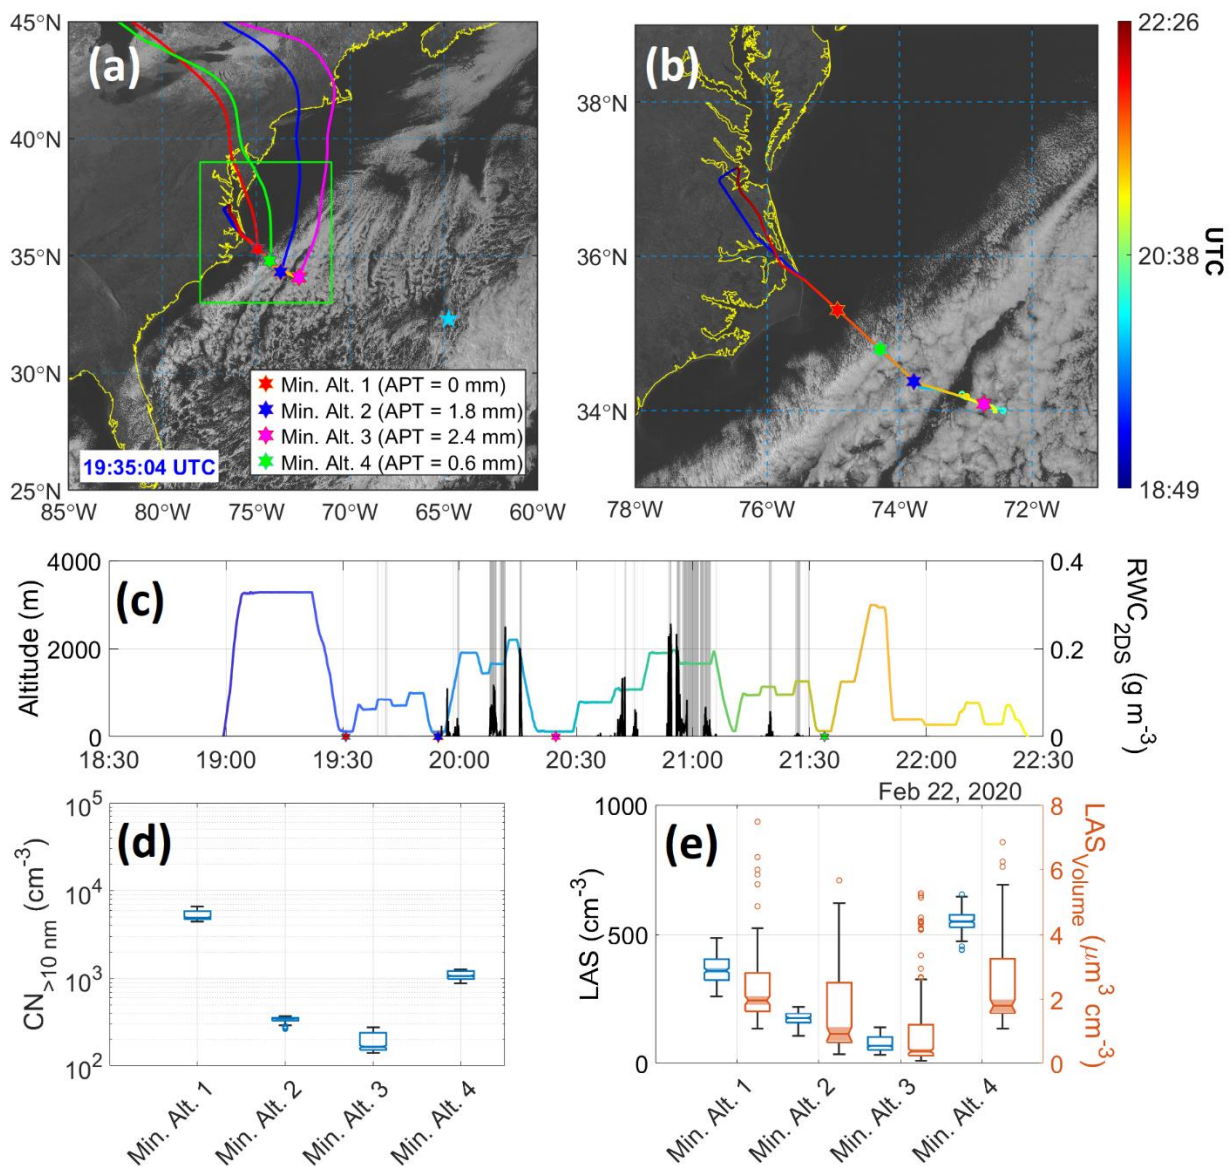 (a)
45°N
40°N
35°N
30°N
25°N
85°W
80°W
75°W
70°W
65°W
60°W
Min. Alt. 1 (APT = 0 mm)
Min. Alt. 2 (APT = 1.8 mm)
Min. Alt. 3 (APT = 2.4 mm)
Min. Alt. 4 (APT = 0.6 mm)
19:35:04 UTC
(b)
38°N
36°N
34°N
78°W
76°W
74°W
72°W
22:26
20:38
18:49
UTC
(c)
Altitude (m)
4000
2000
0
0.4
0.2
0
RWC2DS (g m-3)
18:30
19:00
19:30
20:00
20:30
21:00
21:30
22:00
22:30
Feb 22, 2020
(d)
CN>10 nm (cm-3)
10^5
10^4
10^3
10^2
Min. Alt. 1
Min. Alt. 2
Min. Alt. 3
Min. Alt. 4
(e)
LAS (cm-3)
1000
500
0
8
6
4
2
0
LASVolume (μm3 cm-3)
Min. Alt. 1
Min. Alt. 2
Min. Alt. 3
Min. Alt. 4